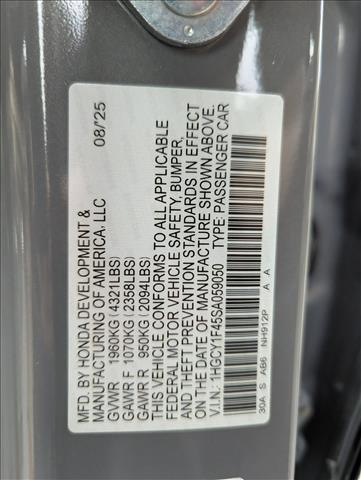 MFD. BY HONDA DEVELOPMENT & 08/'25
MANUFACTURING OF AMERICA, LLC
GVWR 1960KG (4321LBS)
GAWR F 1070KG (2358LBS)
GAWR R 950KG (2094LBS)
THIS VEHICLE CONFORMS TO ALL APPLICABLE
FEDERAL MOTOR VEHICLE SAFETY, BUMPER,
AND THEFT PREVENTION STANDARDS IN EFFECT
ON THE DATE OF MANUFACTURE SHOWN ABOVE.
V.I.N.: 1HGCY1F45SA059050 TYPE: PASSENGER CAR
30A S AB6 NH912P A A